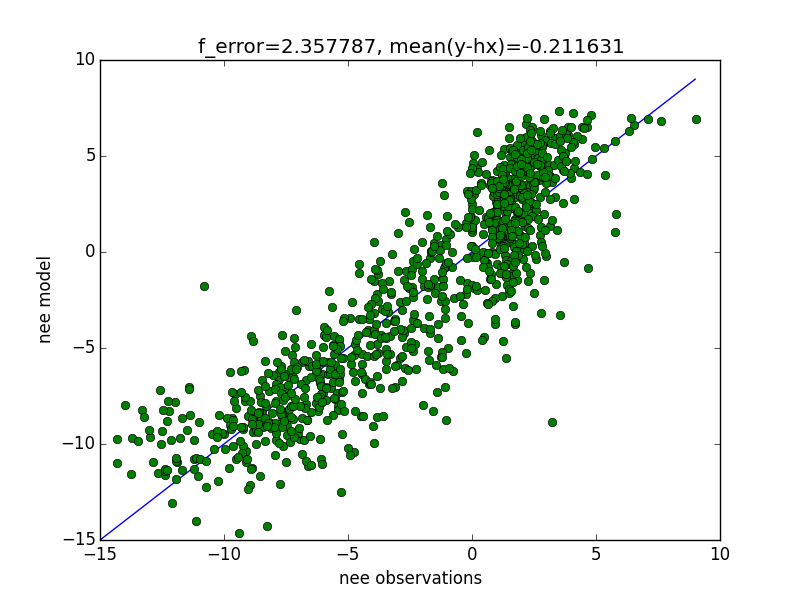 f_error=2.357787, mean(y-hx)=-0.211631
10
5
0
−5
−10
−15
nee model
−15 −10 −5 0 5 10
nee observations